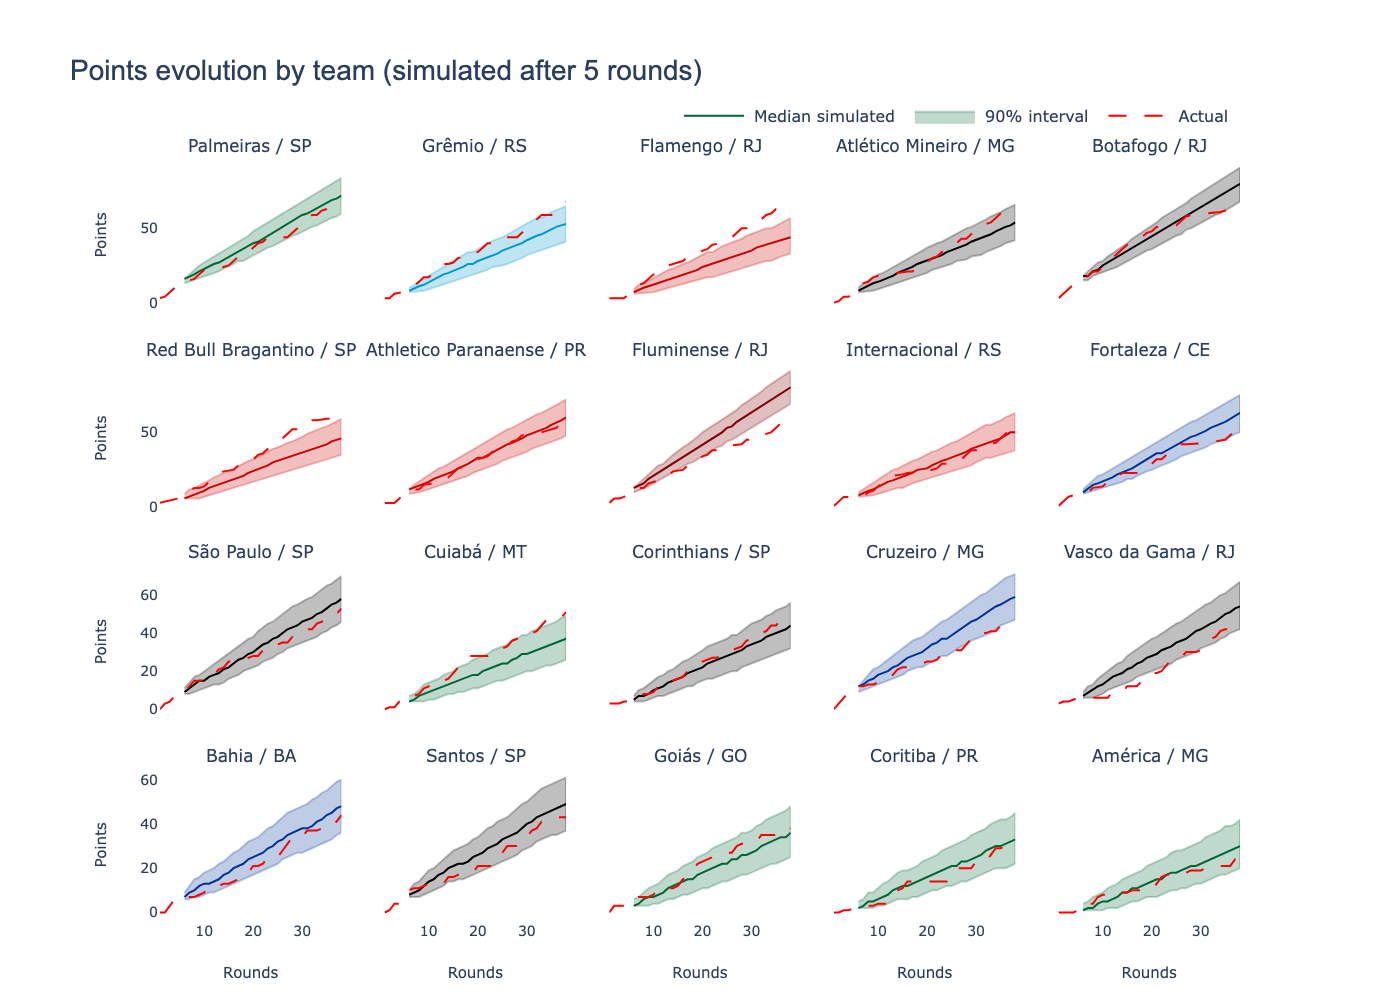 Points evolution by team (simulated after 5 rounds)
Median simulated
90% interval
Actual
Palmeiras / SP
Grêmio / RS
Flamengo / RJ
Atlético Mineiro / MG
Botafogo / RJ
Points
50
0
Red Bull Bragantino / SP
Athletico Paranaense / PR
Fluminense / RJ
Internacional / RS
Fortaleza / CE
Points
50
0
São Paulo / SP
Cuiabá / MT
Corinthians / SP
Cruzeiro / MG
Vasco da Gama / RJ
Points
60
40
20
0
Bahia / BA
Santos / SP
Goiás / GO
Coritiba / PR
América / MG
Points
60
40
20
0
10 20 30
10 20 30
10 20 30
10 20 30
10 20 30
Rounds
Rounds
Rounds
Rounds
Rounds